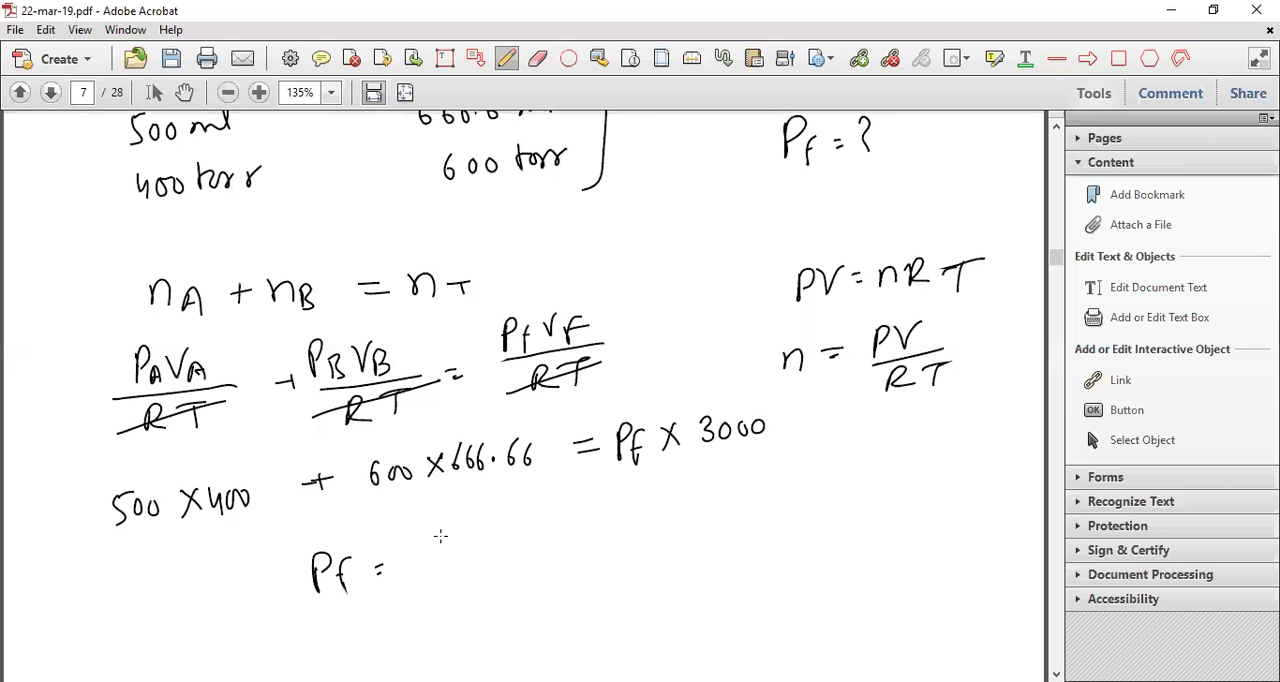 22-mar-19.pdf - Adobe Acrobat
File Edit View Window Help
Create
7 / 28 135% Tools Comment Share
500 ml
400 torr 600 torr
Pf = ?
nA + nB = nT
PV = nRT
PAVA/RT + PBVB/RT = PfVF/RT
n = PV/RT
500 × 400 + 600 × 666.66 = Pf × 3000
Pf =
Pages
Content
Add Bookmark
Attach a File
Edit Text & Objects
Edit Document Text
Add or Edit Text Box
Add or Edit Interactive Object
Link
OK Button
Select Object
Forms
Recognize Text
Protection
Sign & Certify
Document Processing
Accessibility